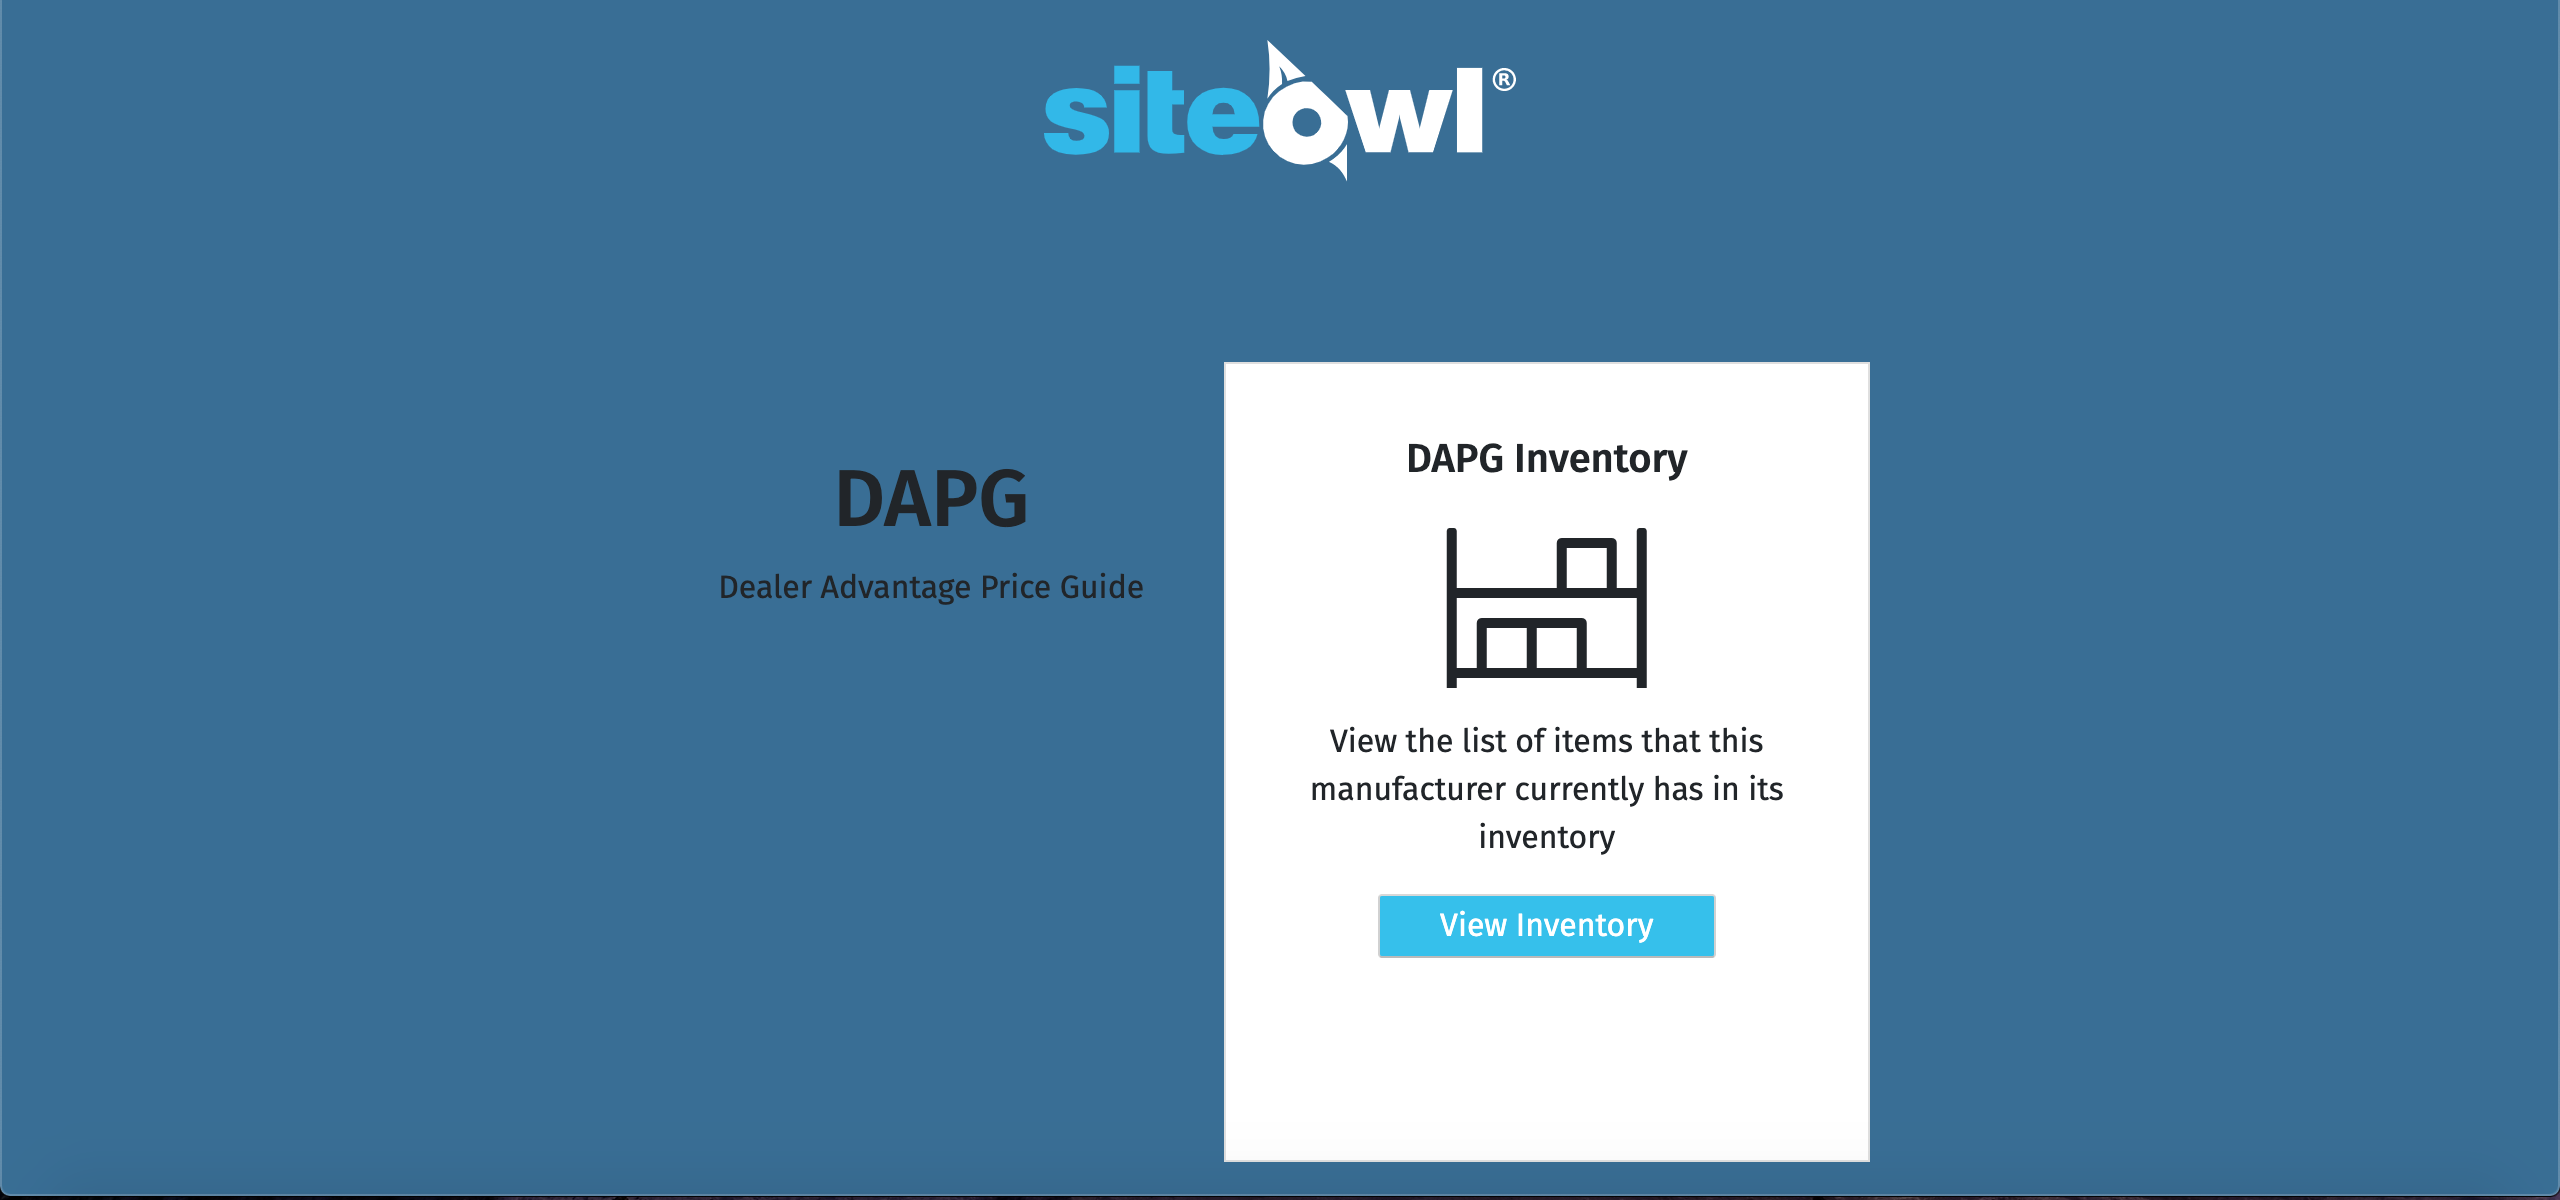 siteowl®
DAPG
Dealer Advantage Price Guide
DAPG Inventory
View the list of items that this
manufacturer currently has in its
inventory
View Inventory